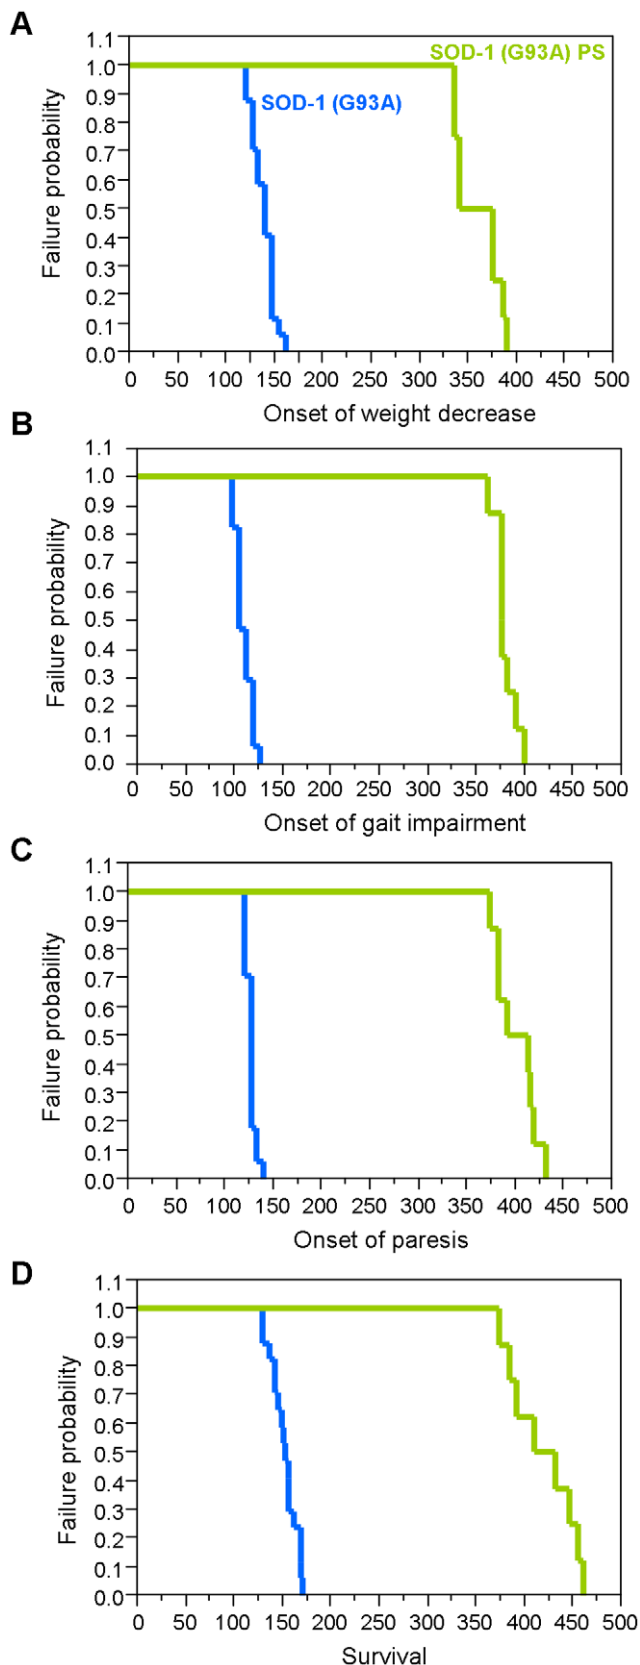 A
1.1
1.0
0.9
0.8
0.7
0.6
0.5
0.4
0.3
0.2
0.1
0.0
Failure probability
SOD-1 (G93A) PS
SOD-1 (G93A)
0 50 100 150 200 250 300 350 400 450 500
Onset of weight decrease
B
1.1
1.0
0.9
0.8
0.7
0.6
0.5
0.4
0.3
0.2
0.1
0.0
Failure probability
0 50 100 150 200 250 300 350 400 450 500
Onset of gait impairment
C
1.1
1.0
0.9
0.8
0.7
0.6
0.5
0.4
0.3
0.2
0.1
0.0
Failure probability
0 50 100 150 200 250 300 350 400 450 500
Onset of paresis
D
1.1
1.0
0.9
0.8
0.7
0.6
0.5
0.4
0.3
0.2
0.1
0.0
Failure probability
0 50 100 150 200 250 300 350 400 450 500
Survival